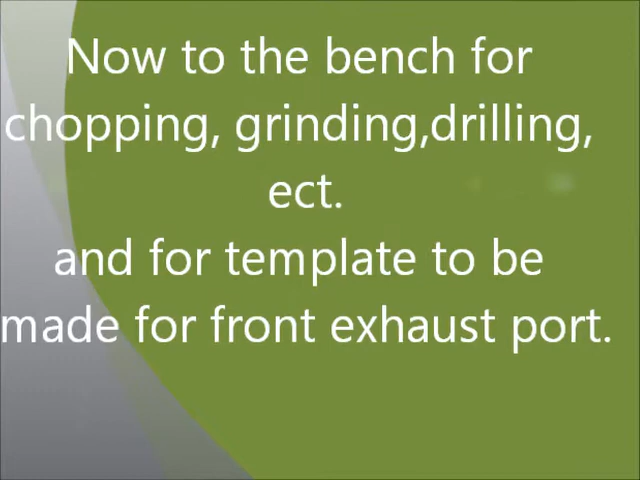 Now to the bench for
chopping, grinding,drilling,
ect.
and for template to be
made for front exhaust port.